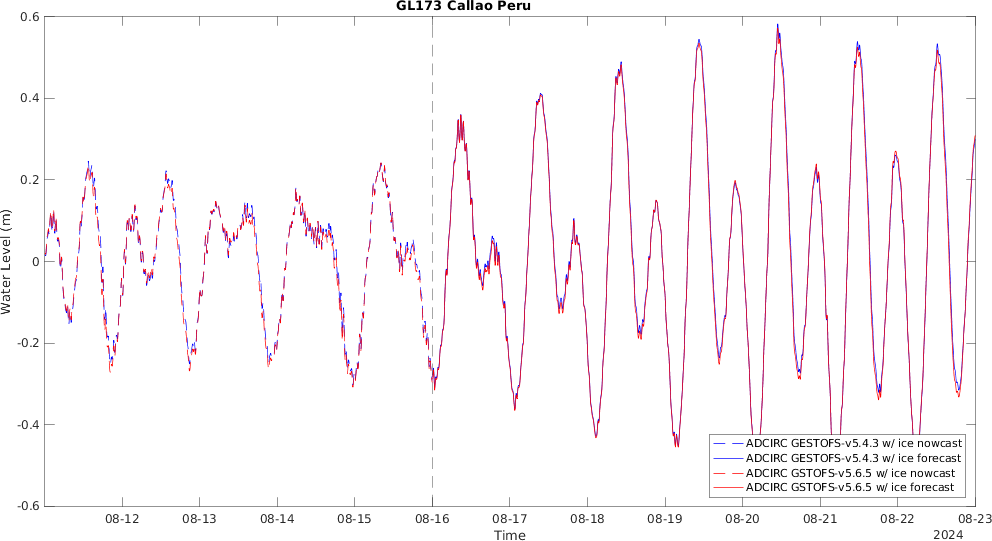 GL173 Callao Peru
0.6
0.4
0.2
0
-0.2
-0.4
-0.6
Water Level (m)
ADCIRC GESTOFS-v5.4.3 w/ ice nowcast
ADCIRC GESTOFS-v5.4.3 w/ ice forecast
ADCIRC GSTOFS-v5.6.5 w/ ice nowcast
ADCIRC GSTOFS-v5.6.5 w/ ice forecast
08-12 08-13 08-14 08-15 08-16 08-17 08-18 08-19 08-20 08-21 08-22 08-23
Time
2024